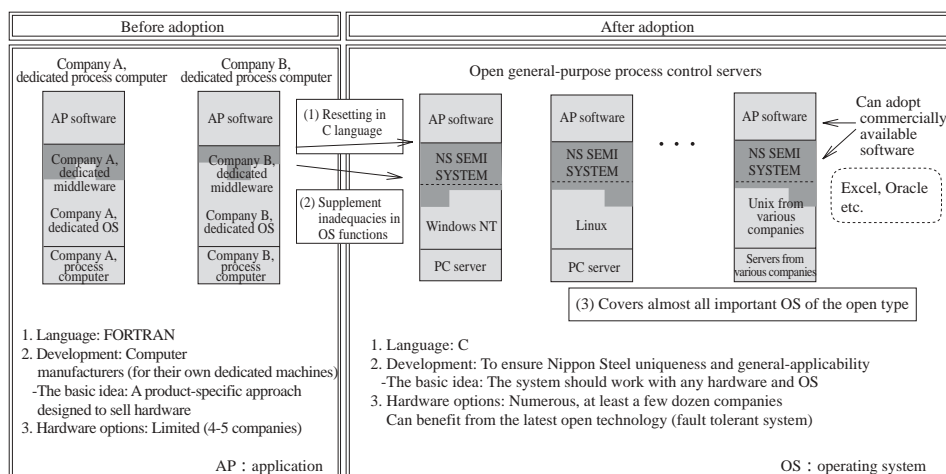 Before adoption
After adoption
Company A,
dedicated process computer
AP software
Company A,
dedicated
middleware
Company A,
dedicated OS
Company A,
process
computer
Company B,
dedicated process computer
AP software
Company B,
dedicated
middleware
Company B,
dedicated OS
Company B,
process
computer
(1) Resetting in
C language
(2) Supplement
inadequacies in
OS functions
1. Language: FORTRAN
2. Development: Computer
manufacturers (for their own dedicated machines)
-The basic idea: A product-specific approach
designed to sell hardware
3. Hardware options: Limited (4-5 companies)
AP : application
Open general-purpose process control servers
AP software
NS SEMI
SYSTEM
Windows NT
PC server
AP software
NS SEMI
SYSTEM
Linux
PC server
• • •
AP software
NS SEMI
SYSTEM
Unix from
various
companies
Servers from
various companies
Can adopt
commercially
available
software
Excel, Oracle
etc.
(3) Covers almost all important OS of the open type
1. Language: C
2. Development: To ensure Nippon Steel uniqueness and general-applicability
-The basic idea: The system should work with any hardware and OS
3. Hardware options: Numerous, at least a few dozen companies
Can benefit from the latest open technology (fault tolerant system)
OS : operating system